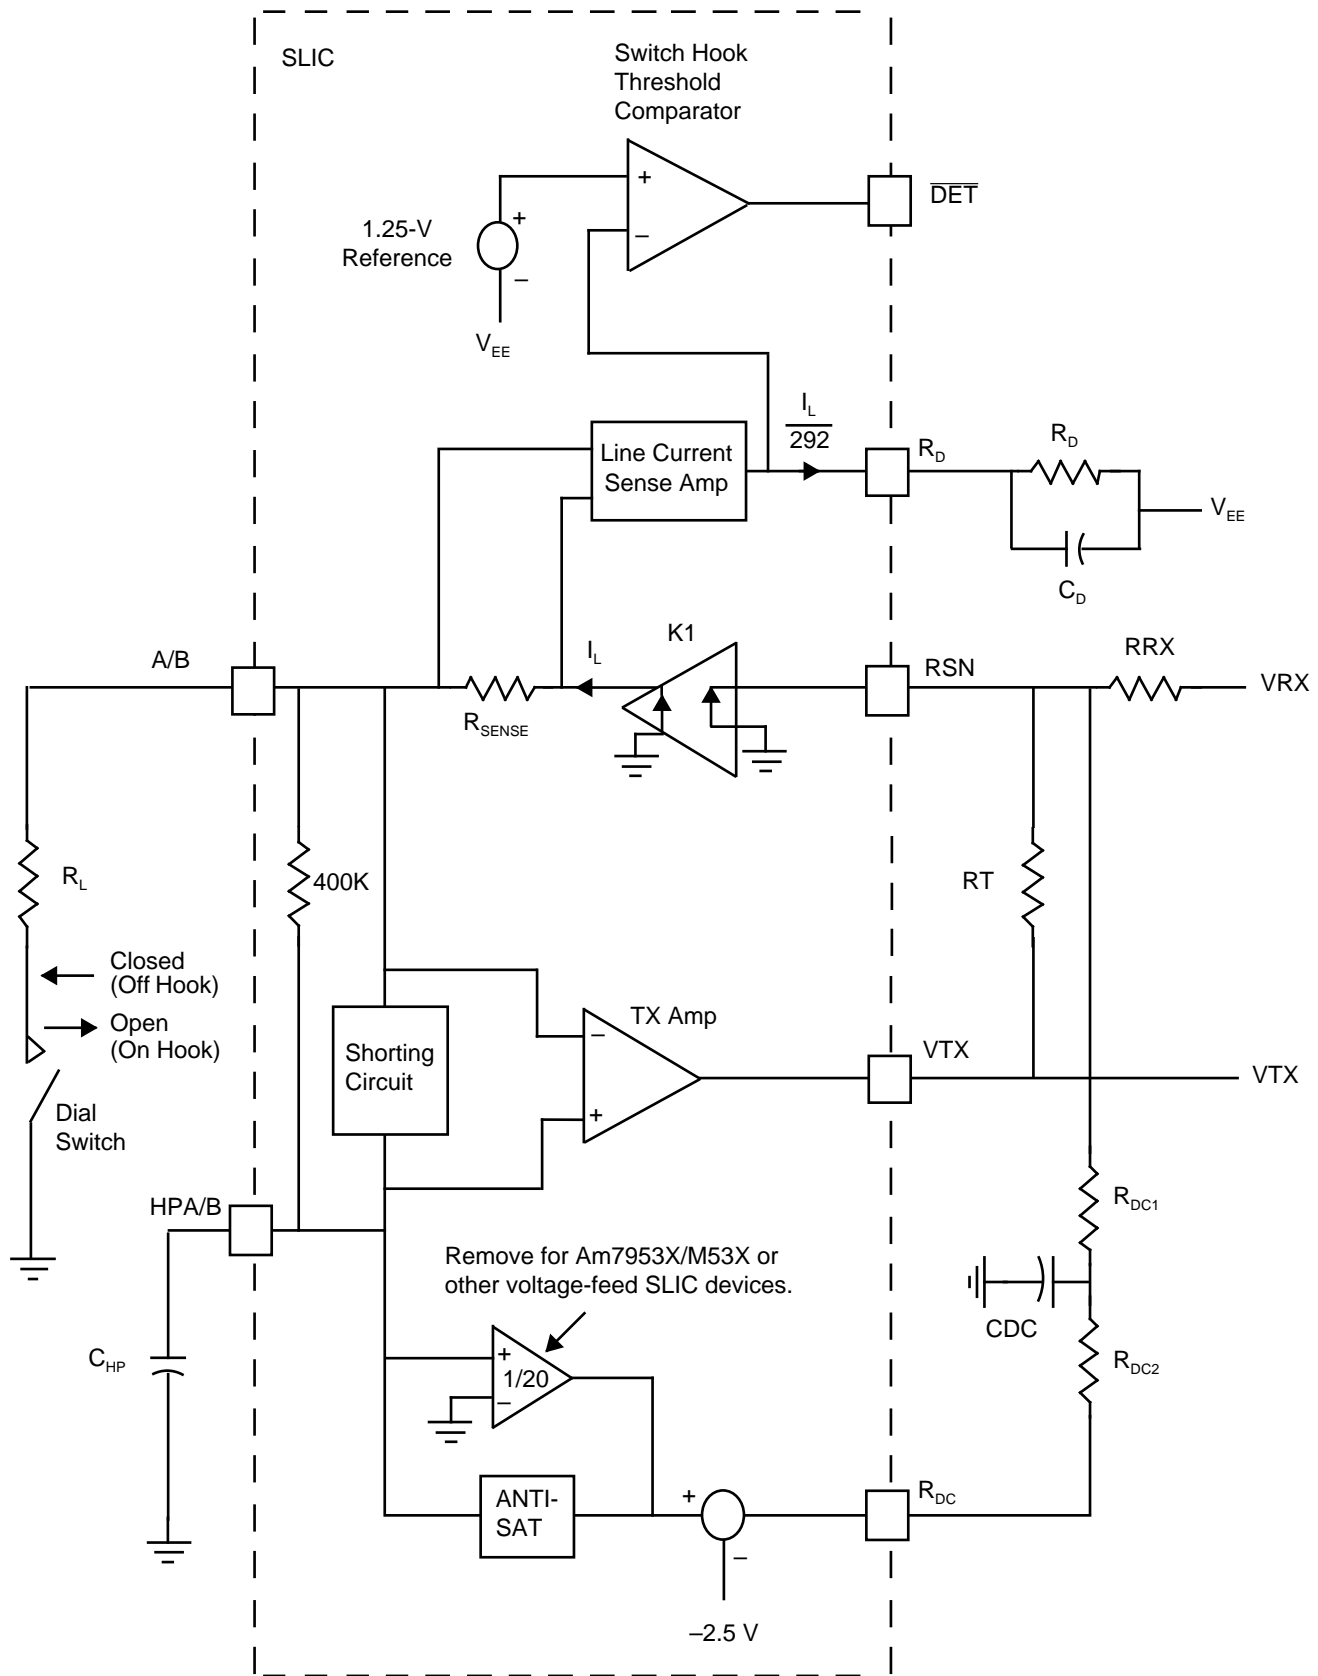 SLIC
Switch Hook
Threshold
Comparator
+
–
DET
1.25-V
Reference
+
–
VEE
IL
292
RD
RD
Line Current
Sense Amp
VEE
CD
A/B
IL
K1
RSN
RRX
VRX
RSENSE
RL
400K
RT
Closed
(Off Hook)
Open
(On Hook)
TX Amp
–
+
VTX
VTX
Shorting
Circuit
Dial
Switch
HPA/B
RDC1
Remove for Am7953X/M53X or
other voltage-feed SLIC devices.
CDC
CHP
+
1/20
–
RDC2
ANTI-
SAT
+
–
RDC
–2.5 V